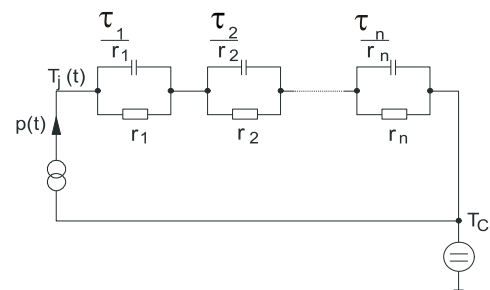 τ1 τ2 τn
r1 r2 rn
Tj (t)
r1 r2 rn
p(t)
TC